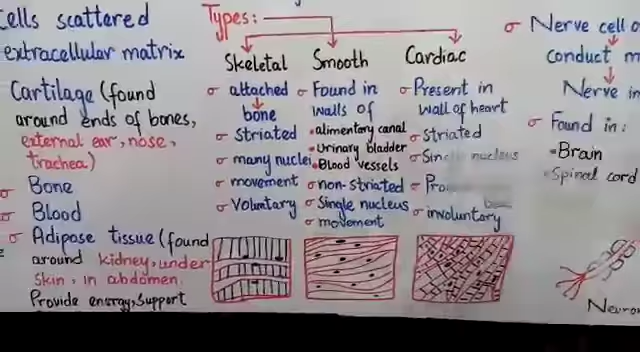 Cells scattered
extracellular matrix
Cartilage (found
around ends of bones,
external ear, nose,
trachea)
Bone
Blood
Adipose tissue (found
around kidney, under
Skin, in abdomen.
Provide energy, Support
Types:
Skeletal
attached
bone
Striated
many nuclei
movement
Voluntary
Smooth
Found in
walls of
alimentary canal
Urinary bladder
Blood vessels
non-striated
Single nucleus
movement
Cardiac
Present in
wall of heart
Striated
nucleus
involuntary
Nerve cell
conduct
Nerve
Found in:
Brain
Spinal cord